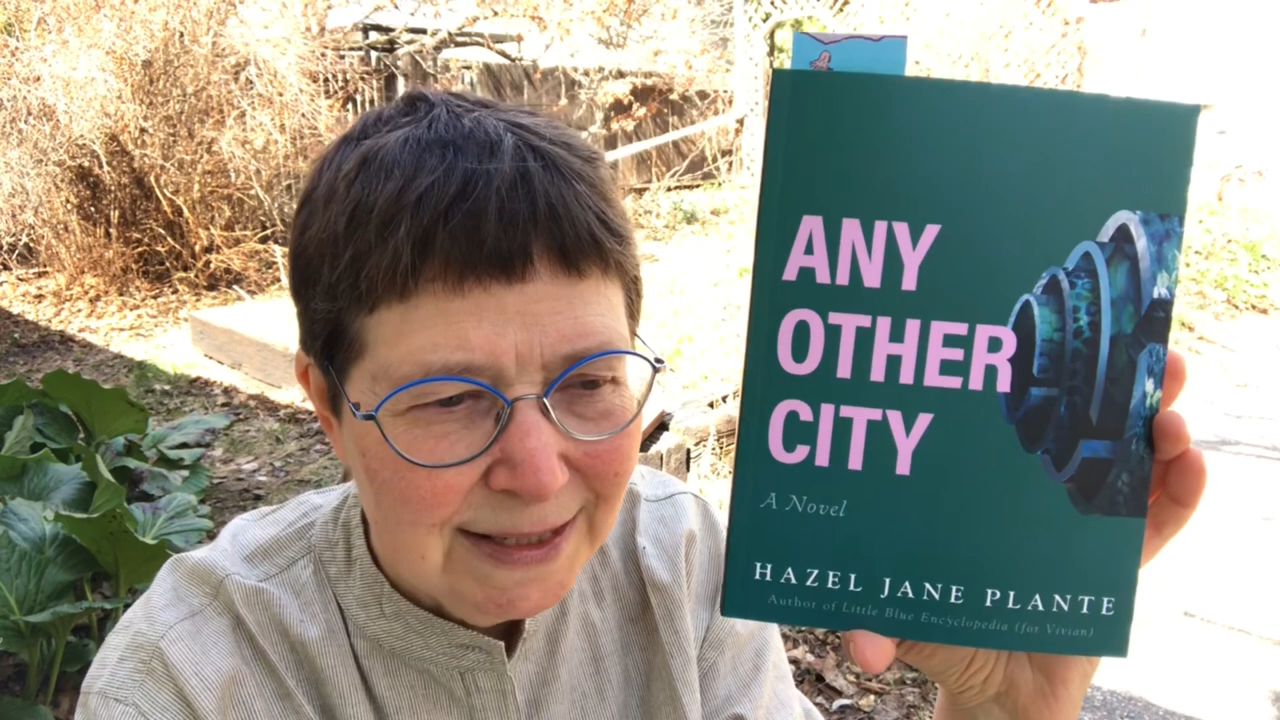 ANY
OTHER
CITY
A Novel
HAZEL JANE PLANTE
Author of Little Blue Encyclopedia (for Vivian)